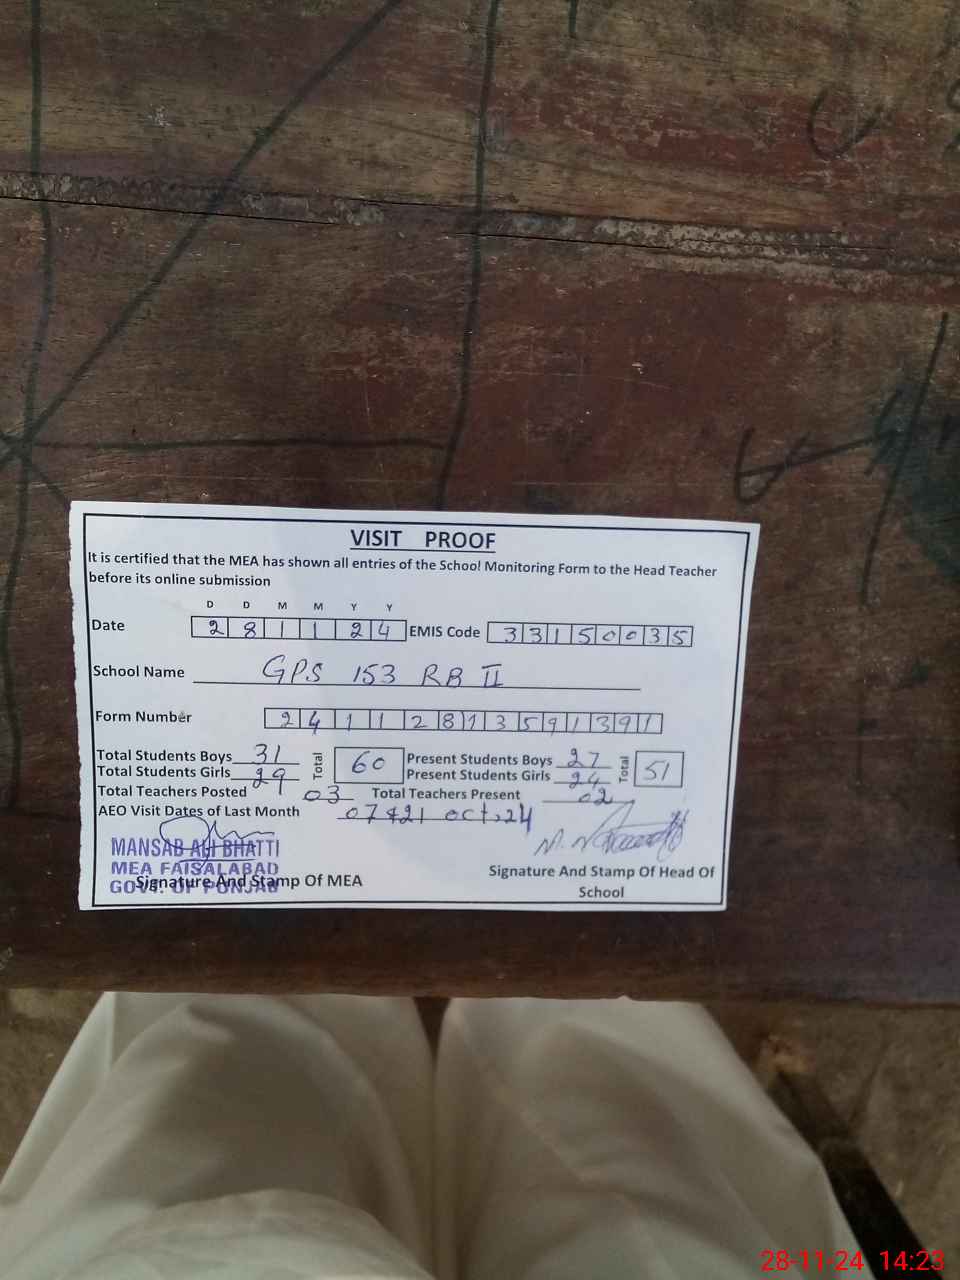 VISIT PROOF
It is certified that the MEA has shown all entries of the School Monitoring Form to the Head Teacher
before its online submission
D D M M Y Y
Date 2 8 1 1 2 4 EMIS Code 3 3 1 5 0 0 3 5
School Name GPS 153 RB II
Form Number 2 4 1 1 2 8 1 3 5 9 1 3 9 1
Total Students Boys 31 Total 60 Present Students Boys 27 Total 51
Total Students Girls 29 Present Students Girls 24
Total Teachers Posted 03 Total Teachers Present 02
AEO Visit Dates of Last Month 07 &21 oct,24
MANSAB ALI BHATTI
MEA FAISALABAD
GOVT. OF PUNJAB
Signature And Stamp Of MEA
Signature And Stamp Of Head Of
School
28-11-24 14:23